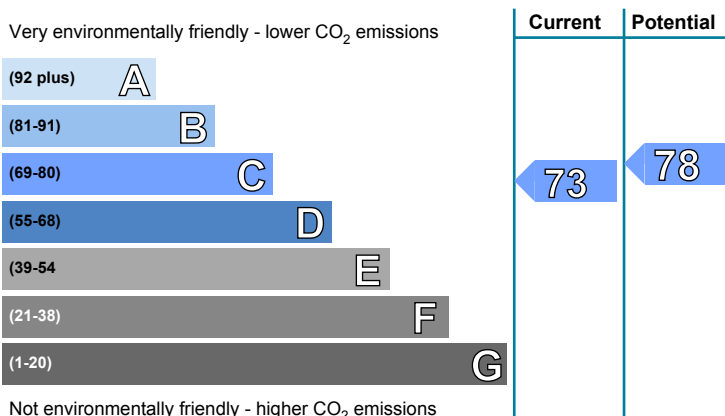 Current Potential
Very environmentally friendly - lower CO2 emissions
(92 plus) A
(81-91) B
(69-80) C
73 78
(55-68) D
(39-54 E
(21-38) F
(1-20) G
Not environmentally friendly - higher CO2 emissions